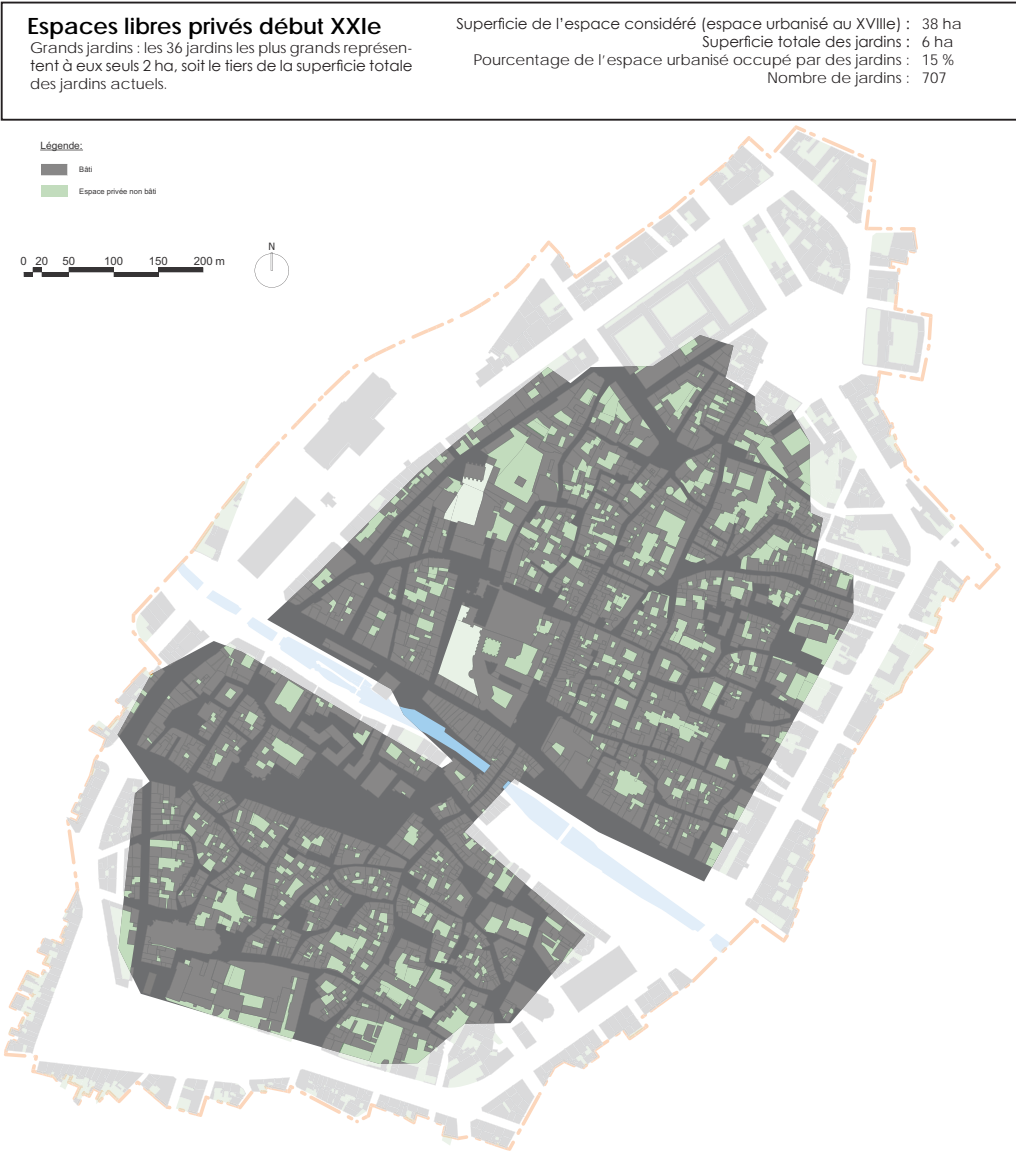 Espaces libres privés début XXIe
Grands jardins : les 36 jardins les plus grands représen-
tent à eux seuls 2 ha, soit le tiers de la superficie totale
des jardins actuels.
Superficie de l'espace considéré (espace urbanisé au XVIIIe) : 38 ha
Superficie totale des jardins : 6 ha
Pourcentage de l'espace urbanisé occupé par des jardins : 15 %
Nombre de jardins : 707
Légende:
Bâti
Espace privée non bâti
0 20 50 100 150 200 m
N